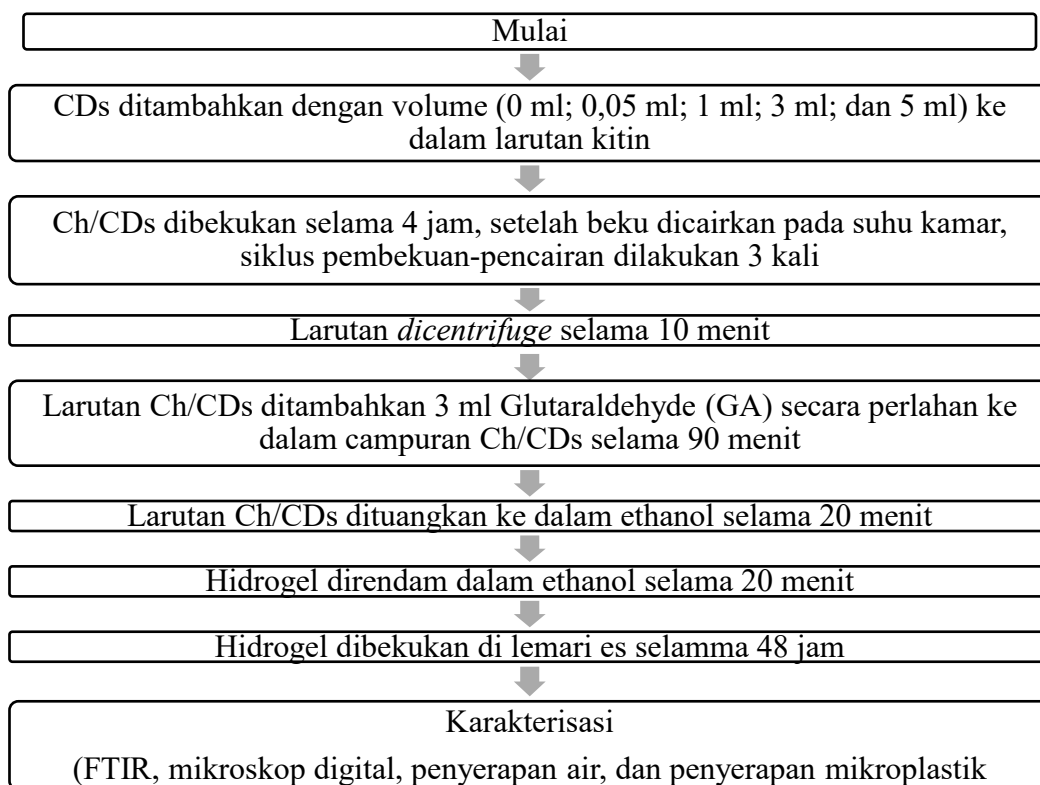 Mulai
CDs ditambahkan dengan volume (0 ml; 0,05 ml; 1 ml; 3 ml; dan 5 ml) ke
dalam larutan kitin
Ch/CDs dibekukan selama 4 jam, setelah beku dicairkan pada suhu kamar,
siklus pembekuan-pencairan dilakukan 3 kali
Larutan dicentrifuge selama 10 menit
Larutan Ch/CDs ditambahkan 3 ml Glutaraldehyde (GA) secara perlahan ke
dalam campuran Ch/CDs selama 90 menit
Larutan Ch/CDs dituangkan ke dalam ethanol selama 20 menit
Hidrogel direndam dalam ethanol selama 20 menit
Hidrogel dibekukan di lemari es selamma 48 jam
Karakterisasi
(FTIR, mikroskop digital, penyerapan air, dan penyerapan mikroplastik